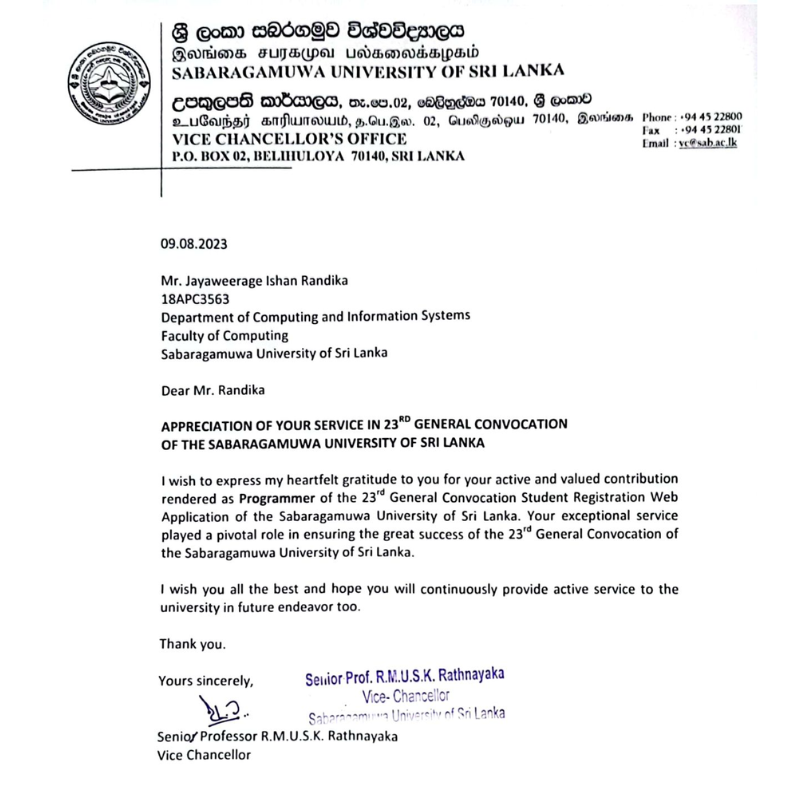 ශ්‍රී ලංකා සබරගමුව විශ්වවිද්‍යාලය
இலங்கை சபரகமுவ பல்கலைக்கழகம்
SABARAGAMUWA UNIVERSITY OF SRI LANKA
උපකුලපති කාර්යාලය, තැ.පෙ.02, බෙලිහුල්ඔය 70140, ශ්‍රී ලංකාව
உபவேந்தர் காரியாலயம், த.பெ.இல. 02, பெலிகுல்ஒய 70140, இலங்கை
VICE CHANCELLOR'S OFFICE
P.O. BOX 02, BELIHULOYA 70140, SRI LANKA
Phone : +94 45 22800
Fax : +94 45 22801
Email : vc@sab.ac.lk
09.08.2023
Mr. Jayaweerage Ishan Randika
18APC3563
Department of Computing and Information Systems
Faculty of Computing
Sabaragamuwa University of Sri Lanka
Dear Mr. Randika
APPRECIATION OF YOUR SERVICE IN 23RD GENERAL CONVOCATION
OF THE SABARAGAMUWA UNIVERSITY OF SRI LANKA
I wish to express my heartfelt gratitude to you for your active and valued contribution
rendered as Programmer of the 23rd General Convocation Student Registration Web
Application of the Sabaragamuwa University of Sri Lanka. Your exceptional service
played a pivotal role in ensuring the great success of the 23rd General Convocation of
the Sabaragamuwa University of Sri Lanka.
I wish you all the best and hope you will continuously provide active service to the
university in future endeavor too.
Thank you.
Yours sincerely,
Senior Prof. R.M.U.S.K. Rathnayaka
Vice- Chancellor
Sabaragamuwa University of Sri Lanka
Senior Professor R.M.U.S.K. Rathnayaka
Vice Chancellor